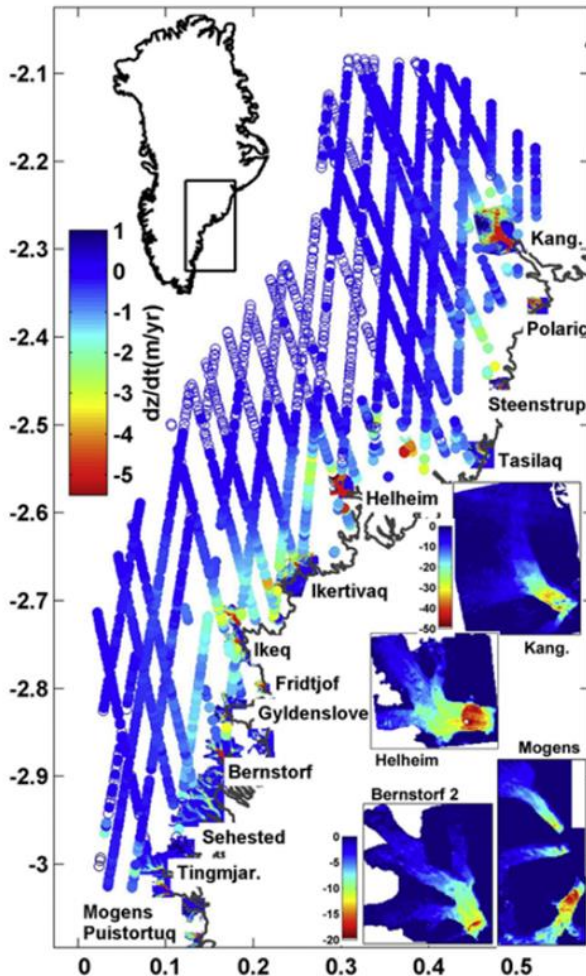 -2.1
-2.2
-2.3
-2.4
-2.5
-2.6
-2.7
-2.8
-2.9
-3
0
0.1
0.2
0.3
0.4
0.5
dz/dt(m/yr)
1
0
-1
-2
-3
-4
-5
Kang.
Polarig
Steenstrup
Tasilaq
Helheim
Ikertivaq
Ikeq
Fridtjof
Gyldenslove
Bernstorf
Sehested
Tingmjar.
Mogens
Puistortuq
0
-10
-20
-30
-40
-50
Kang.
Helheim
Mogens
Bernstorf 2
0
-5
-10
-15
-20